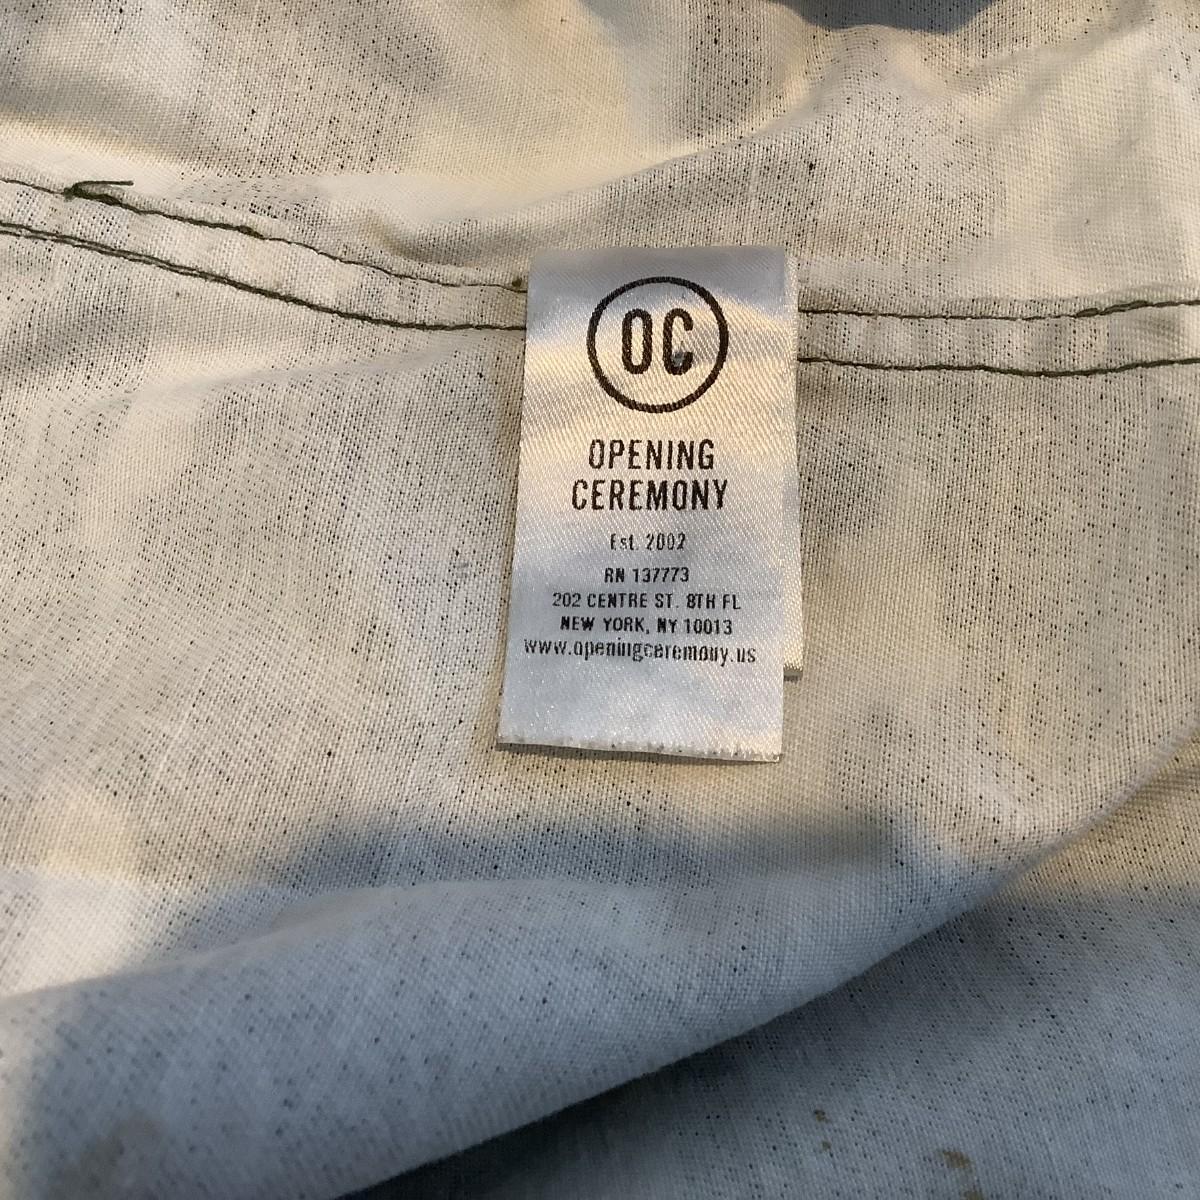 OC
OPENING
CEREMONY
Est. 2002
RN 137773
202 CENTRE ST. 8TH FL
NEW YORK, NY 10013
www.openingceremony.us